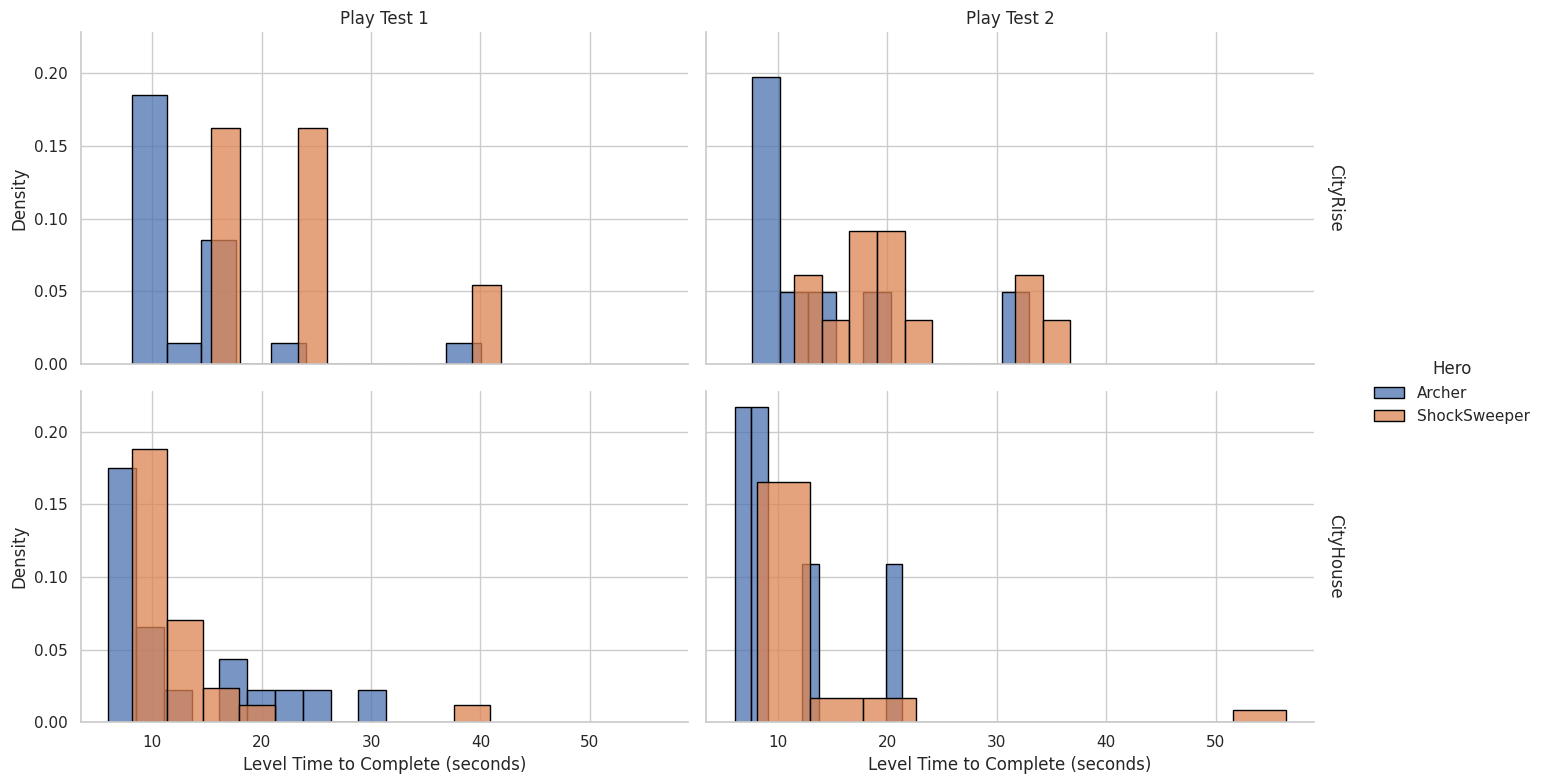 Play Test 1
Play Test 2
0.20
0.15
0.10
0.05
0.00
Density
CityRise
0.20
0.15
0.10
0.05
0.00
Density
CityHouse
10 20 30 40 50
10 20 30 40 50
Level Time to Complete (seconds)
Level Time to Complete (seconds)
Hero
Archer
ShockSweeper